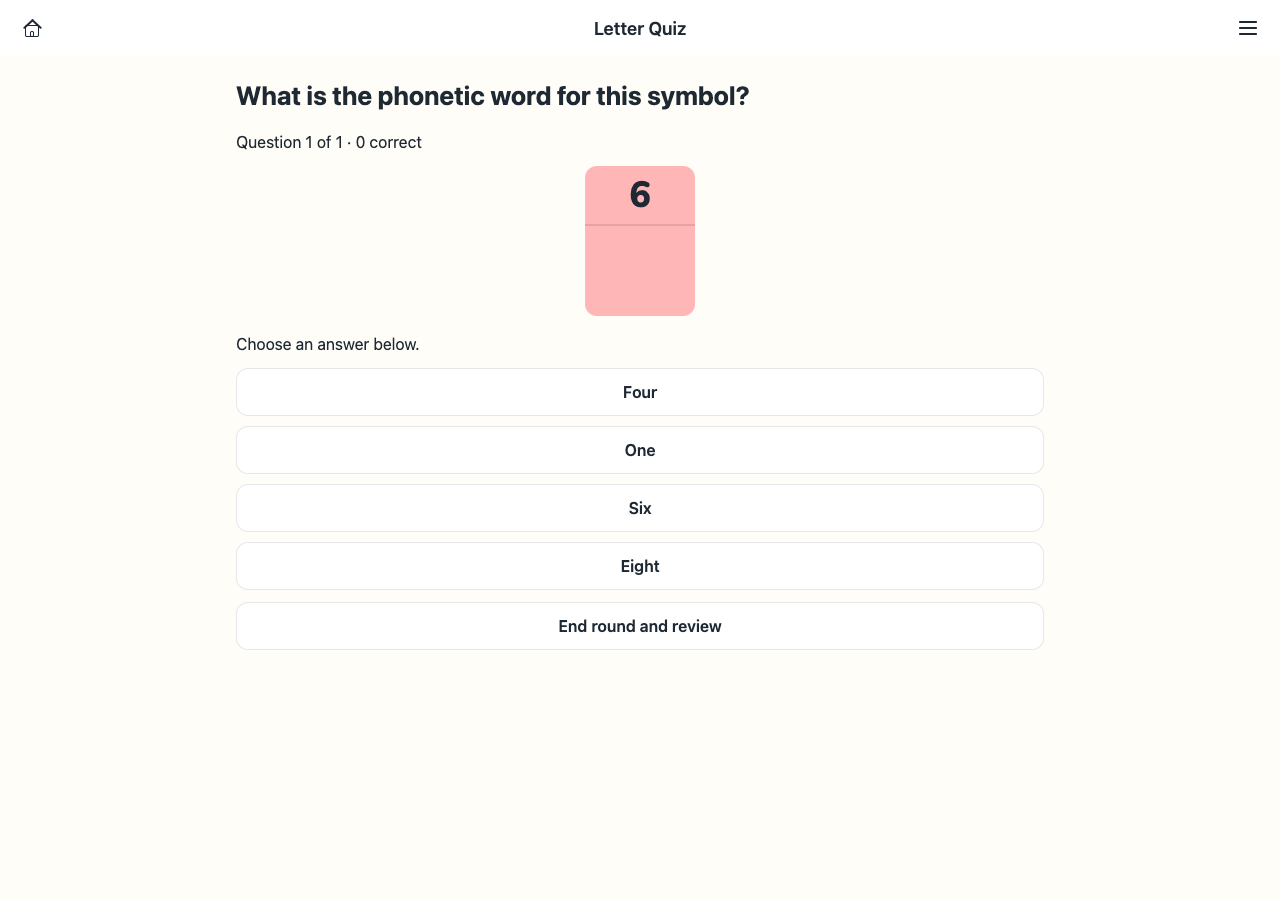 Letter Quiz
What is the phonetic word for this symbol?
Question 1 of 1 · 0 correct
6
Choose an answer below.
Four
One
Six
Eight
End round and review